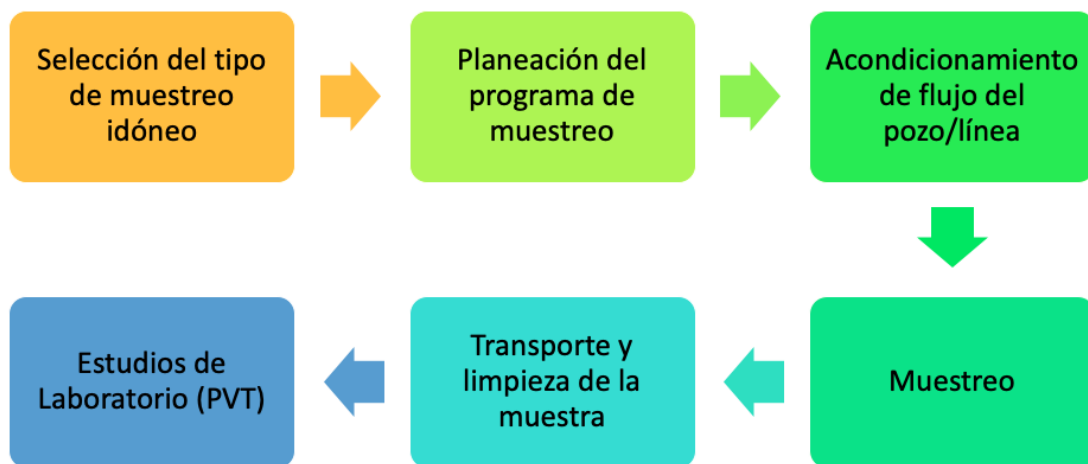 Selección del tipo
de muestreo
idóneo
Planeación del
programa de
muestreo
Acondicionamiento
de flujo del
pozo/línea
Muestreo
Transporte y
limpieza de la
muestra
Estudios de
Laboratorio (PVT)